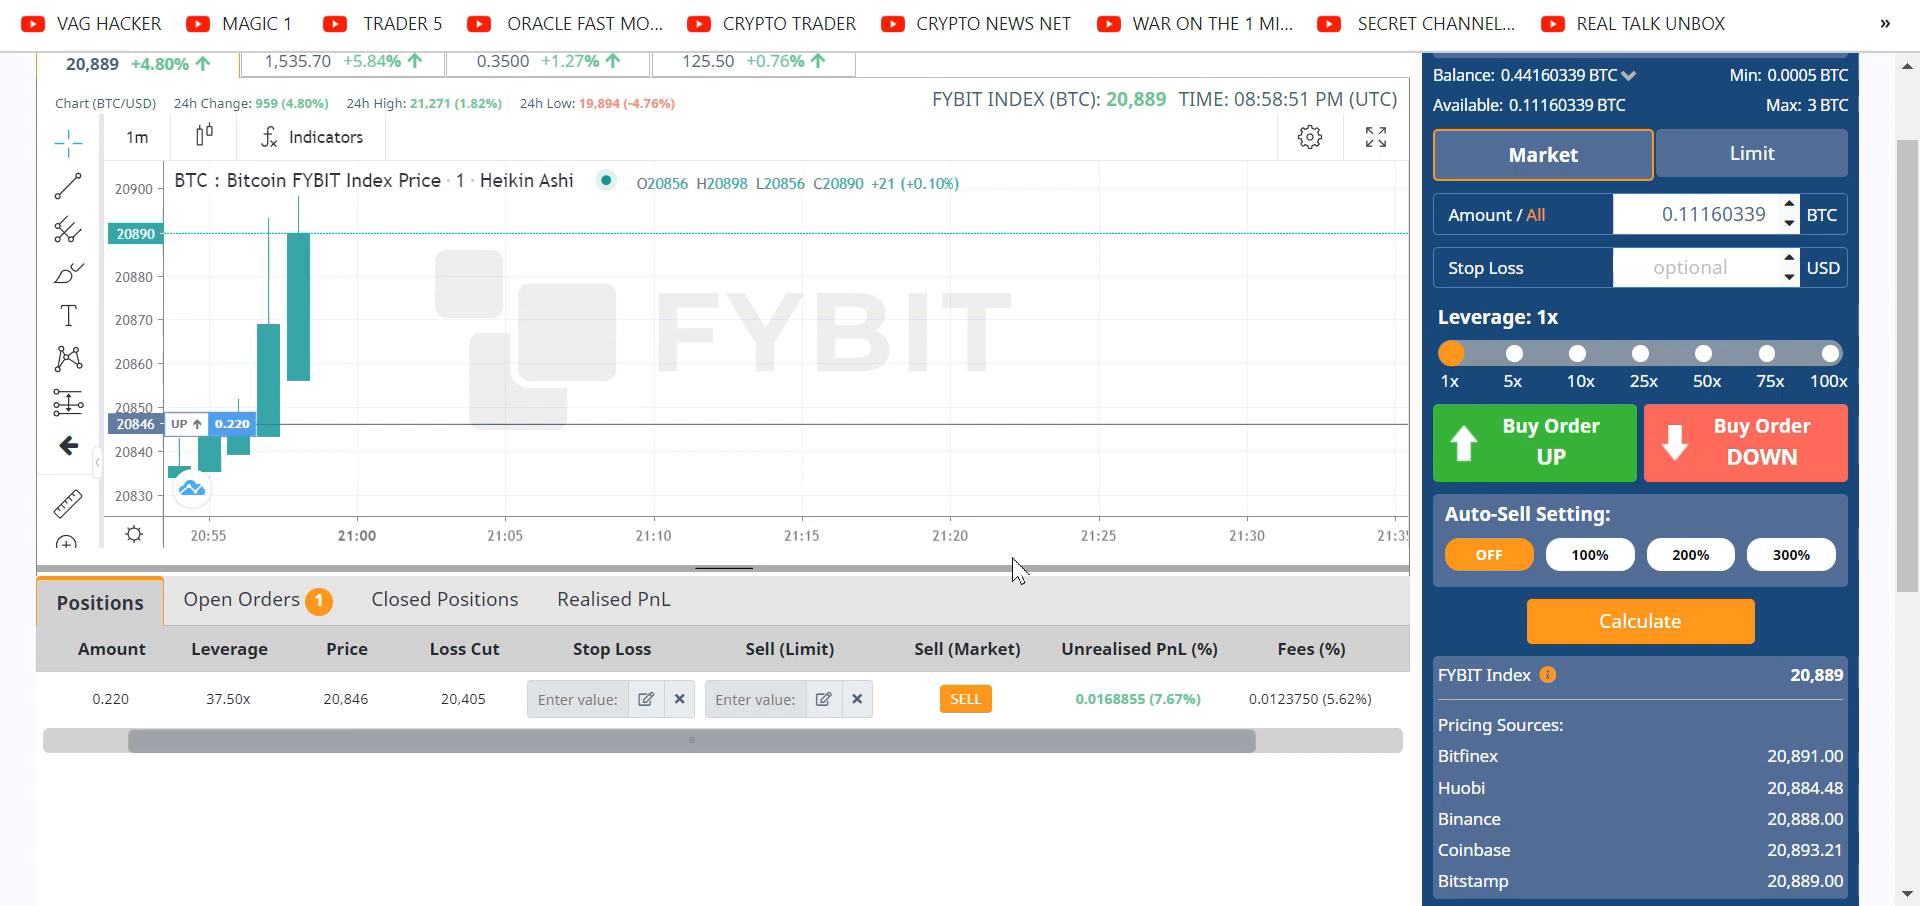 VAG HACKER MAGIC 1 TRADER 5 ORACLE FAST MO... CRYPTO TRADER CRYPTO NEWS NET WAR ON THE 1 MI... SECRET CHANNEL... REAL TALK UNBOX »
20,889 +4.80% ↑ 1,535.70 +5.84% ↑ 0.3500 +1.27% ↑ 125.50 +0.76% ↑
Chart (BTC/USD) 24h Change: 959 (4.80%) 24h High: 21,271 (1.82%) 24h Low: 19,894 (-4.76%)
FYBIT INDEX (BTC): 20,889 TIME: 08:58:51 PM (UTC)
1m Indicators
BTC : Bitcoin FYBIT Index Price · 1 · Heikin Ashi O20856 H20898 L20856 C20890 +21 (+0.10%)
20900
20890
20880
20870
20860
20850
20846 UP ↑ 0.220
20840
20830
FYBIT
20:55 21:00 21:05 21:10 21:15 21:20 21:25 21:30
Positions Open Orders 1 Closed Positions Realised PnL
Amount Leverage Price Loss Cut Stop Loss Sell (Limit) Sell (Market) Unrealised PnL (%) Fees (%)
0.220 37.50x 20,846 20,405 Enter value: Enter value: SELL 0.0168855 (7.67%) 0.0123750 (5.62%)
Balance: 0.44160339 BTC Min: 0.0005 BTC
Available: 0.11160339 BTC Max: 3 BTC
Market Limit
Amount / All 0.11160339 BTC
Stop Loss optional USD
Leverage: 1x
1x 5x 10x 25x 50x 75x 100x
Buy Order
UP
Buy Order
DOWN
Auto-Sell Setting:
OFF 100% 200% 300%
Calculate
FYBIT Index 20,889
Pricing Sources:
Bitfinex 20,891.00
Huobi 20,884.48
Binance 20,888.00
Coinbase 20,893.21
Bitstamp 20,889.00